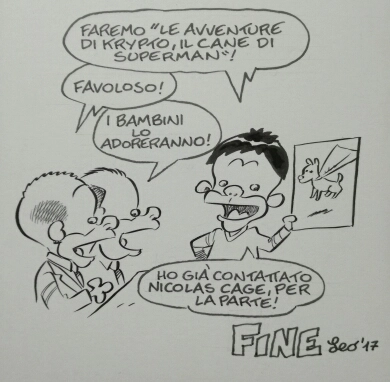 FAREMO "LE AVVENTURE
DI KRYPTO, IL CANE DI
SUPERMAN"!
FAVOLOSO!
I BAMBINI
LO
ADORERANNO!
HO GIÀ CONTATTATO
NICOLAS CAGE, PER
LA PARTE!
FINE
Leo '17